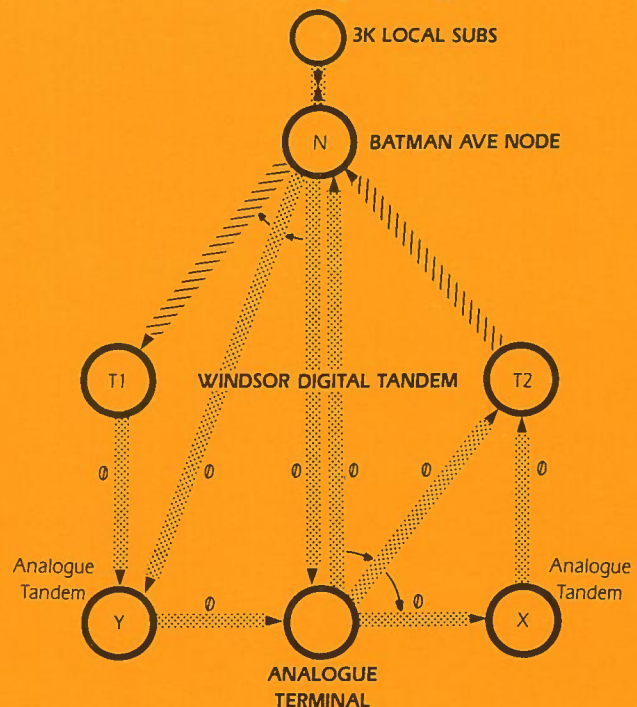 3K LOCAL SUBS
N
BATMAN AVE NODE
T1
WINDSOR DIGITAL TANDEM
T2
Ø
Ø
Ø
Ø
Ø
Ø
Analogue
Tandem
Analogue
Tandem
Y
Ø
Ø
X
ANALOGUE
TERMINAL